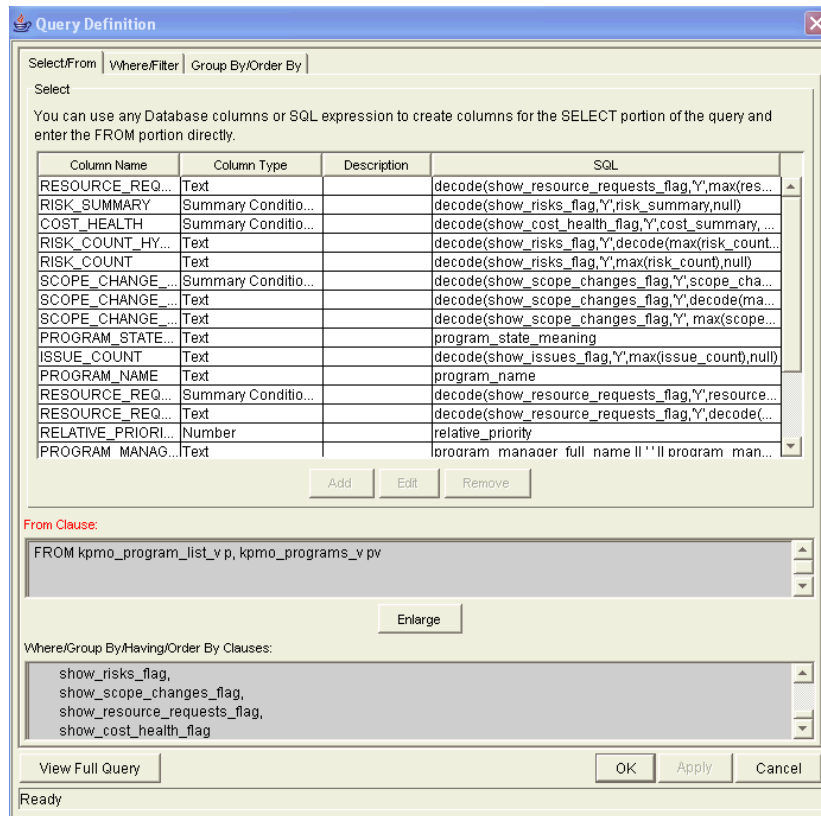 Query Definition
Select/From Where/Filter Group By/Order By
Select
You can use any Database columns or SQL expression to create columns for the SELECT portion of the query and
enter the FROM portion directly.
Column Name Column Type Description SQL
RESOURCE_REQ... Text decode(show_resource_requests_flag,'Y',max(res...
RISK_SUMMARY Summary Conditio... decode(show_risks_flag,'Y',risk_summary,null)
COST_HEALTH Summary Conditio... decode(show_cost_health_flag,'Y',cost_summary, ...
RISK_COUNT_HY... Text decode(show_risks_flag,'Y',decode(max(risk_count...
RISK_COUNT Text decode(show_risks_flag,'Y',max(risk_count),null)
SCOPE_CHANGE_... Summary Conditio... decode(show_scope_changes_flag,'Y',scope_cha...
SCOPE_CHANGE_... Text decode(show_scope_changes_flag,'Y',decode(ma...
SCOPE_CHANGE_... Text decode(show_scope_changes_flag,'Y', max(scope...
PROGRAM_STATE... Text program_state_meaning
ISSUE_COUNT Text decode(show_issues_flag,'Y',max(issue_count),null)
PROGRAM_NAME Text program_name
RESOURCE_REQ... Summary Conditio... decode(show_resource_requests_flag,'Y',resource...
RESOURCE_REQ... Text decode(show_resource_requests_flag,'Y',decode(...
RELATIVE_PRIORI... Number relative_priority
PROGRAM_MANAG... Text program_manager_full_name || ' ' || program_man...
Add Edit Remove
From Clause:
FROM kpmo_program_list_v p, kpmo_programs_v pv
Enlarge
Where/Group By/Having/Order By Clauses:
show_risks_flag,
show_scope_changes_flag,
show_resource_requests_flag,
show_cost_health_flag
View Full Query OK Apply Cancel
Ready